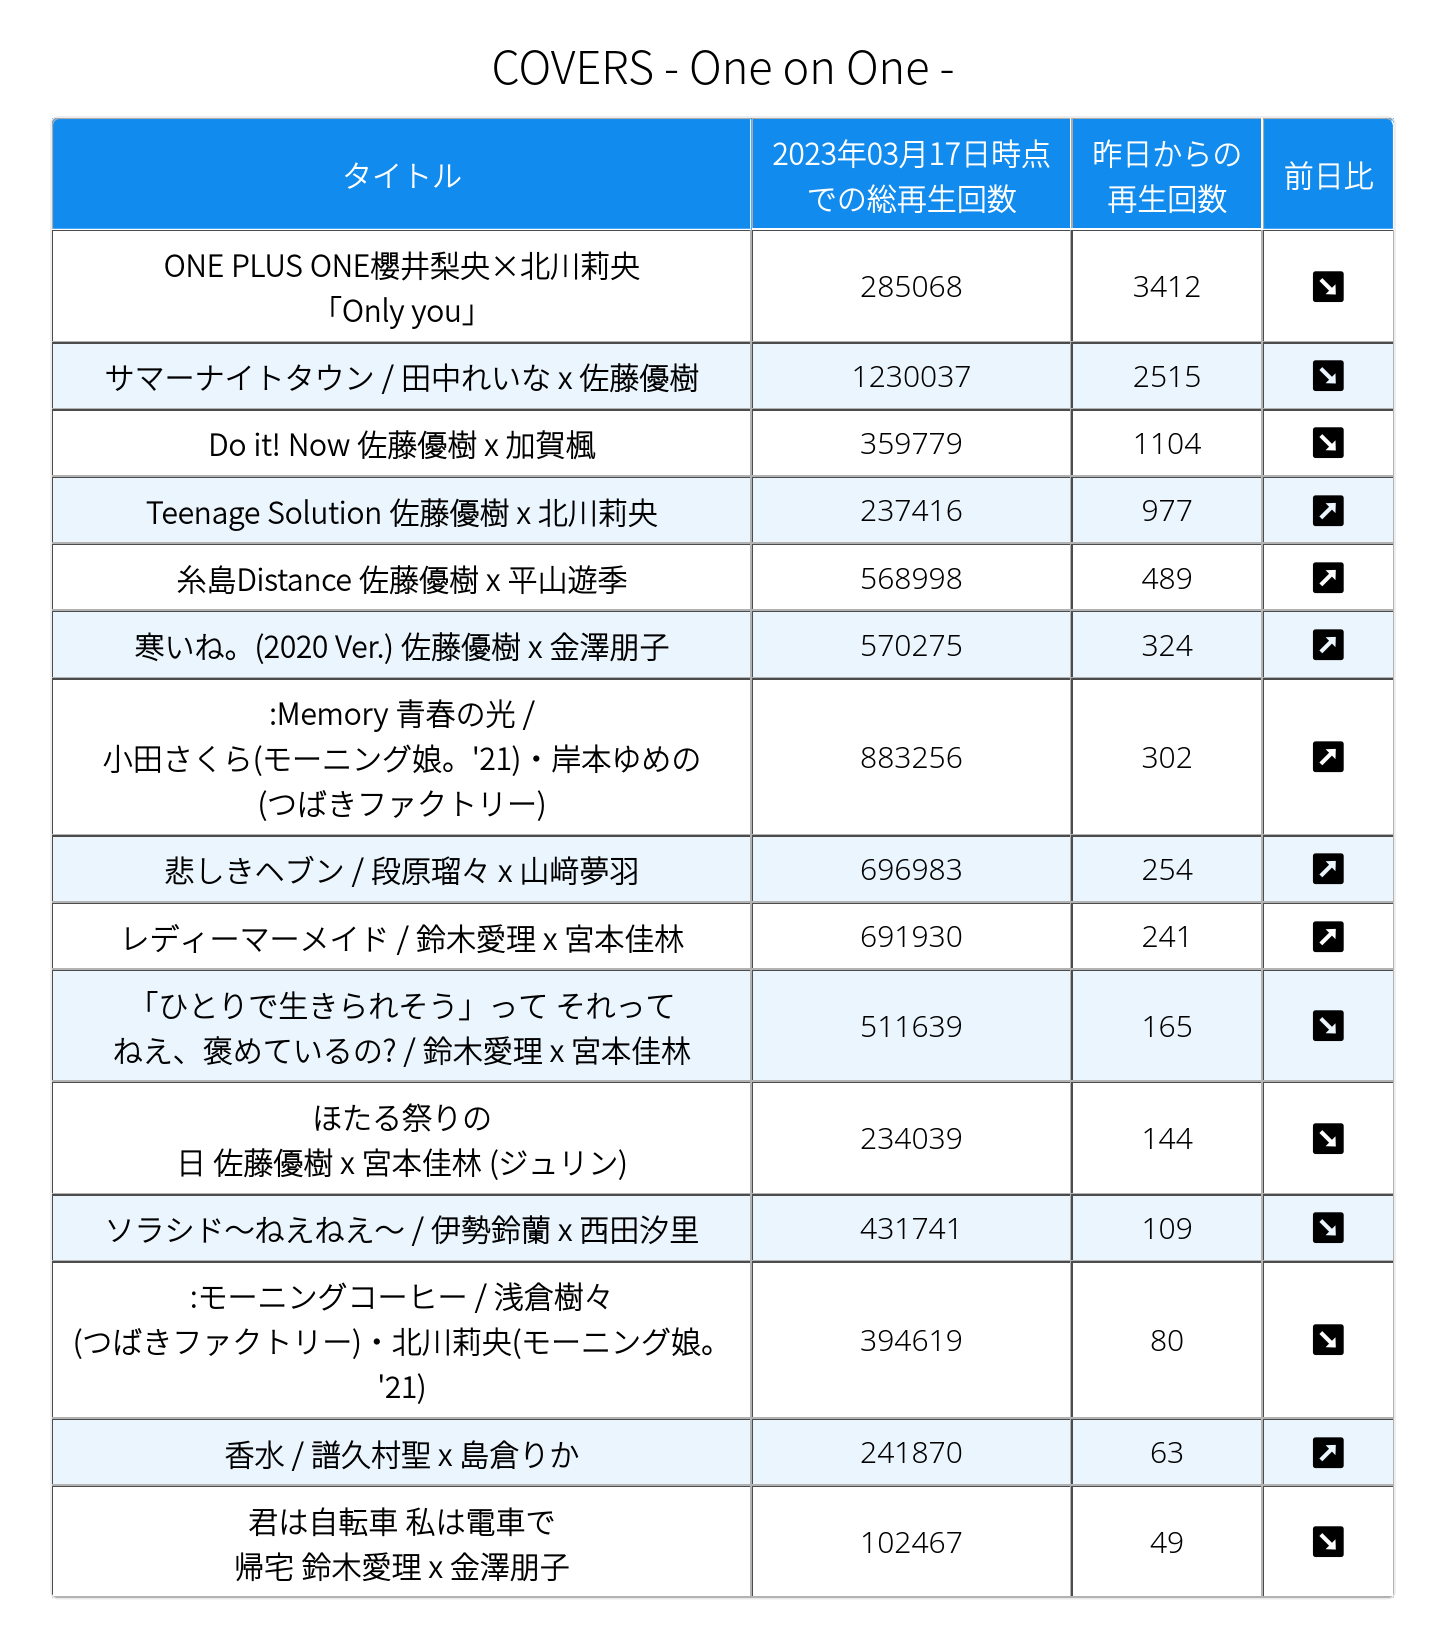 COVERS - One on One -
タイトル
2023年03月17日時点
での総再生回数
昨日からの
再生回数
前日比
ONE PLUS ONE櫻井梨央×北川莉央
「Only you」
285068
3412
サマーナイトタウン / 田中れいな x 佐藤優樹
1230037
2515
Do it! Now 佐藤優樹 x 加賀楓
359779
1104
Teenage Solution 佐藤優樹 x 北川莉央
237416
977
糸島Distance 佐藤優樹 x 平山遊季
568998
489
寒いね。(2020 Ver.) 佐藤優樹 x 金澤朋子
570275
324
:Memory 青春の光 /
小田さくら(モーニング娘。'21)・岸本ゆめの
(つばきファクトリー)
883256
302
悲しきヘブン / 段原瑠々 x 山﨑夢羽
696983
254
レディーマーメイド / 鈴木愛理 x 宮本佳林
691930
241
「ひとりで生きられそう」って それって
ねえ、褒めているの? / 鈴木愛理 x 宮本佳林
511639
165
ほたる祭りの
日 佐藤優樹 x 宮本佳林 (ジュリン)
234039
144
ソラシド～ねえねえ～ / 伊勢鈴蘭 x 西田汐里
431741
109
:モーニングコーヒー / 浅倉樹々
(つばきファクトリー)・北川莉央(モーニング娘。
'21)
394619
80
香水 / 譜久村聖 x 島倉りか
241870
63
君は自転車 私は電車で
帰宅 鈴木愛理 x 金澤朋子
102467
49